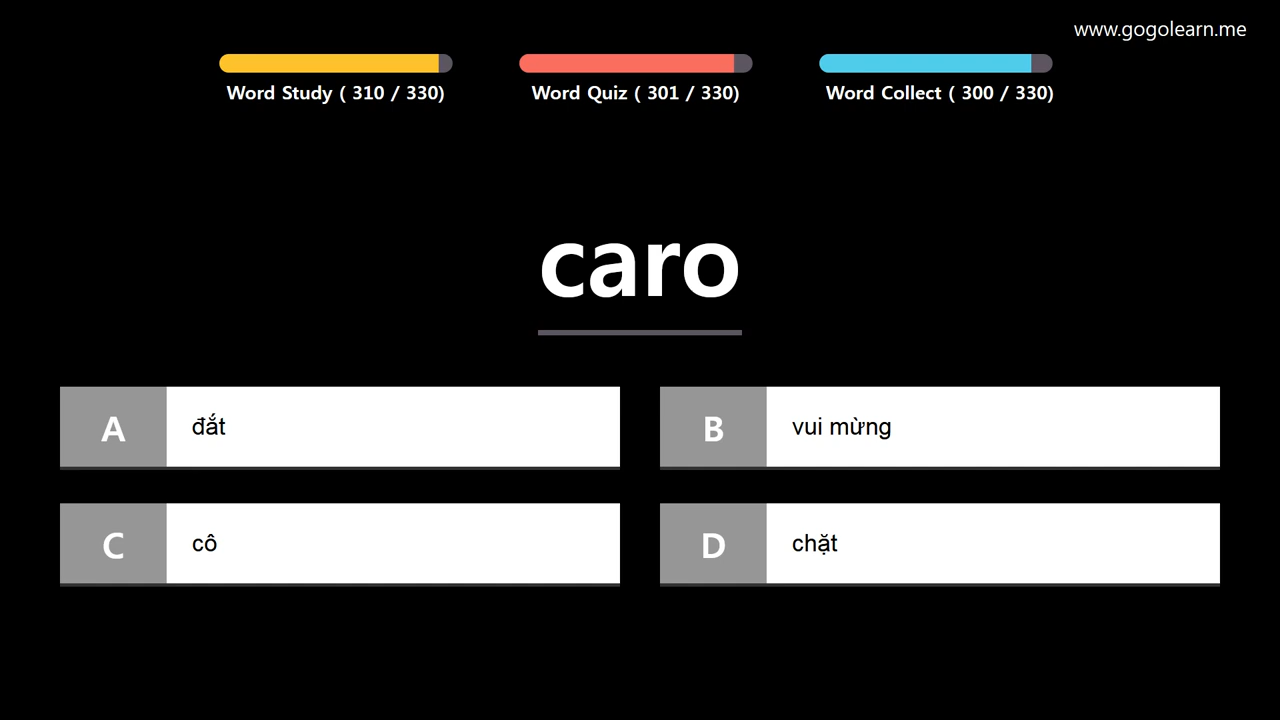 www.gogolearn.me
Word Study ( 310 / 330)
Word Quiz ( 301 / 330)
Word Collect ( 300 / 330)
caro
A
đắt
B
vui mừng
C
cô
D
chặt